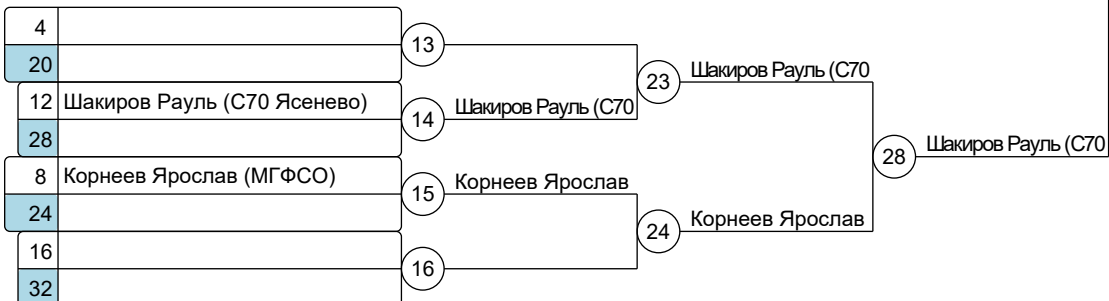 4
13
20
23
Шакиров Рауль (С70
12 Шакиров Рауль (С70 Ясенево)
14
Шакиров Рауль (С70
28
28
Шакиров Рауль (С70
8 Корнеев Ярослав (МГФСО)
15
Корнеев Ярослав
24
24
Корнеев Ярослав
16
16
32